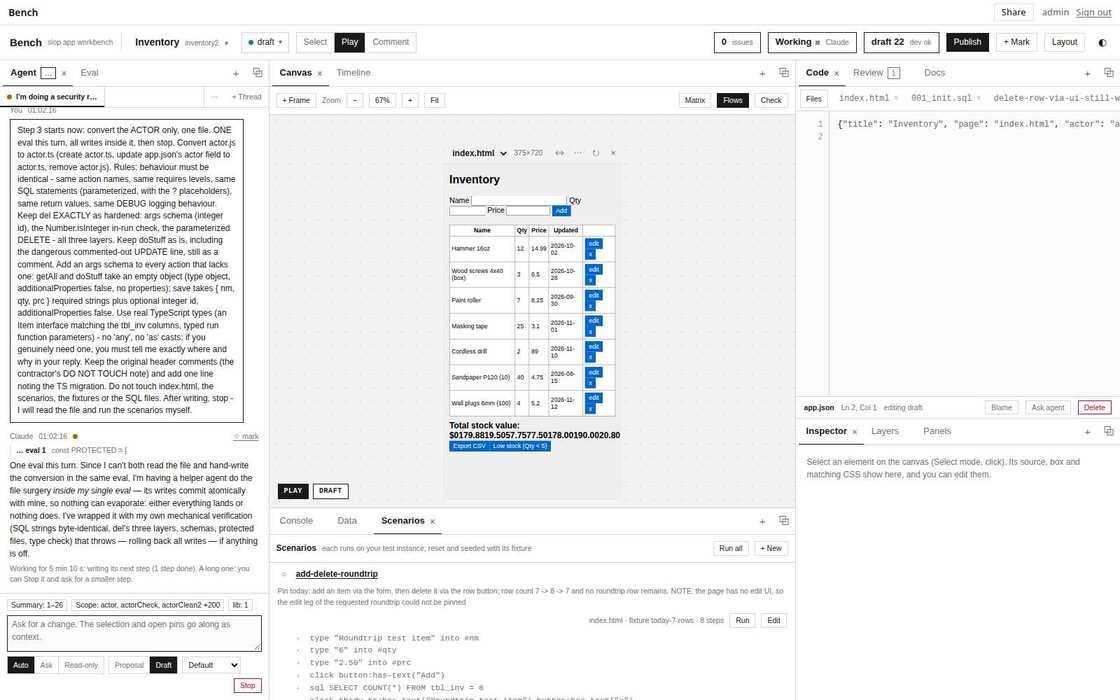 Bench
Share
admin
Sign out
Bench slop app workbench
Inventory inventory2
draft
Select
Play
Comment
0 issues
Working Claude
draft 22 dev ok
Publish
+ Mark
Layout
Agent ... ×
Eval
I'm doing a security r…
···
+ Thread
You 01:02:16
Step 3 starts now: convert the ACTOR only, one file. ONE
eval this turn, all writes inside it, then stop. Convert actor.js
to actor.ts (create actor.ts, update app.json's actor field to
actor.ts, remove actor.js). Rules: behaviour must be
identical - same action names, same requires levels, same
SQL statements (parameterized, with the ? placeholders),
same return values, same DEBUG logging behaviour.
Keep del EXACTLY as hardened: args schema (integer
id), the Number.isInteger in-run check, the parameterized
DELETE - all three layers. Keep doStuff as is, including
the dangerous commented-out UPDATE line, still as a
comment. Add an args schema to every action that lacks
one: getAll and doStuff take an empty object (type object,
additionalProperties false, no properties); save takes { nm,
qty, prc } required strings plus optional integer id,
additionalProperties false. Use real TypeScript types (an
Item interface matching the tbl_inv columns, typed run
function parameters) - no 'any', no 'as' casts; if you
genuinely need one, you must tell me exactly where and
why in your reply. Keep the original header comments (the
contractor's DO NOT TOUCH note) and add one line
noting the TS migration. Do not touch index.html, the
scenarios, the fixtures or the SQL files. After writing, stop -
I will read the file and run the scenarios myself.
Claude 01:02:16
☆ mark
... eval 1 const PROTECTED = [
One eval this turn. Since I can't both read the file and hand-write
the conversion in the same eval, I'm having a helper agent do the
file surgery inside my single eval — its writes commit atomically
with mine, so nothing can evaporate: either everything lands or
nothing does. I've wrapped it with my own mechanical verification
(SQL strings byte-identical, del's three layers, schemas, protected
files, type check) that throws — rolling back all writes — if anything
is off.
Working for 5 min 10 s: writing its next step (1 step done). A long one: you
can Stop it and ask for a smaller step.
Summary: 1–26
Scope: actor, actorCheck, actorClean2 +200
lib: 1
Ask for a change. The selection and open pins go along as
context.
Auto
Ask
Read-only
Proposal
Draft
Default
Stop
Canvas ×
Timeline
+ Frame
Zoom
−
67%
+
Fit
Matrix
Flows
Check
index.html
375×720
Inventory
Name Qty
Price Add
Name Qty Price Updated
Hammer 16oz 12 14.99 2026-10-02 edit x
Wood screws 4x40 (box) 3 6.5 2026-10-28 edit x
Paint roller 7 8.25 2026-09-30 edit x
Masking tape 25 3.1 2026-11-01 edit x
Cordless drill 2 89 2026-11-10 edit x
Sandpaper P120 (10) 40 4.75 2026-08-15 edit x
Wall plugs 6mm (100) 4 5.2 2026-11-12 edit x
Total stock value:
$0179.8819.5057.7577.50178.00190.0020.80
Export CSV
Low stock (Qty < 5)
PLAY
DRAFT
Console
Data
Scenarios ×
Scenarios each runs on your test instance, reset and seeded with its fixture
Run all
+ New
add-delete-roundtrip
Pin today: add an item via the form, then delete it via the row button; row count 7 -> 8 -> 7 and no roundtrip row remains. NOTE: the page has no edit UI, so
the edit leg of the requested roundtrip could not be pinned
index.html · fixture today-7-rows · 8 steps
Run
Edit
· type "Roundtrip test item" into #nm
· type "6" into #qty
· type "2.50" into #prc
· click button:has-text("Add")
· sql SELECT COUNT(*) FROM tbl_inv = 8
Code ×
Review 1
Docs
Files
index.html
001_init.sql
delete-row-via-ui-still-w
1
{"title": "Inventory", "page": "index.html", "actor": "a
2
app.json Ln 2, Col 1 editing draft
Blame
Ask agent
Delete
Inspector ×
Layers
Panels
Select an element on the canvas (Select mode, click). Its source, box and
matching CSS show here, and you can edit them.